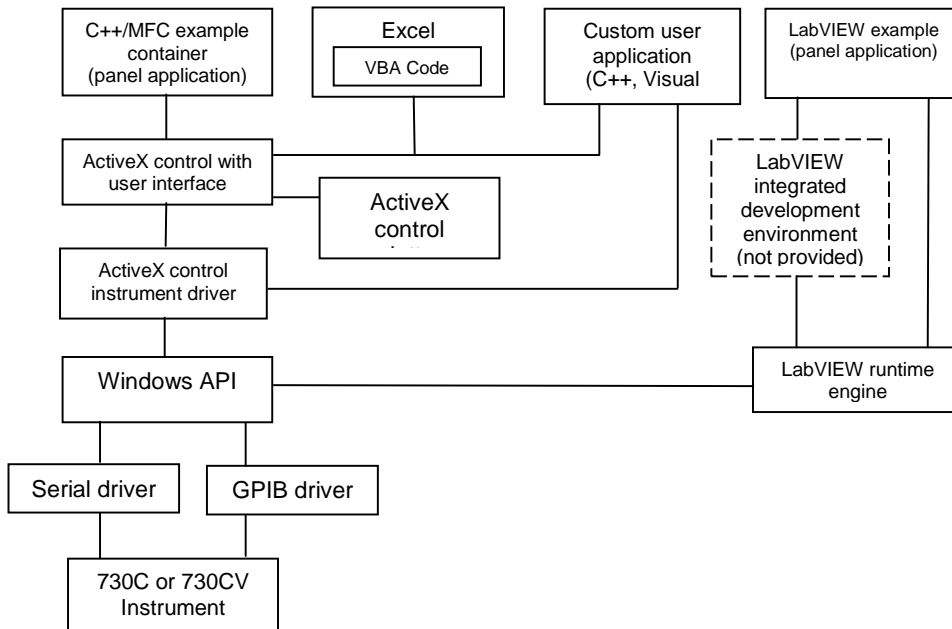 C++/MFC example
container
(panel application)
Excel
VBA Code
Custom user
application
(C++, Visual
LabVIEW example
(panel application)
ActiveX control with
user interface
ActiveX
control
LabVIEW
integrated
development
environment
(not provided)
ActiveX control
instrument driver
Windows API
LabVIEW runtime
engine
Serial driver
GPIB driver
730C or 730CV
Instrument